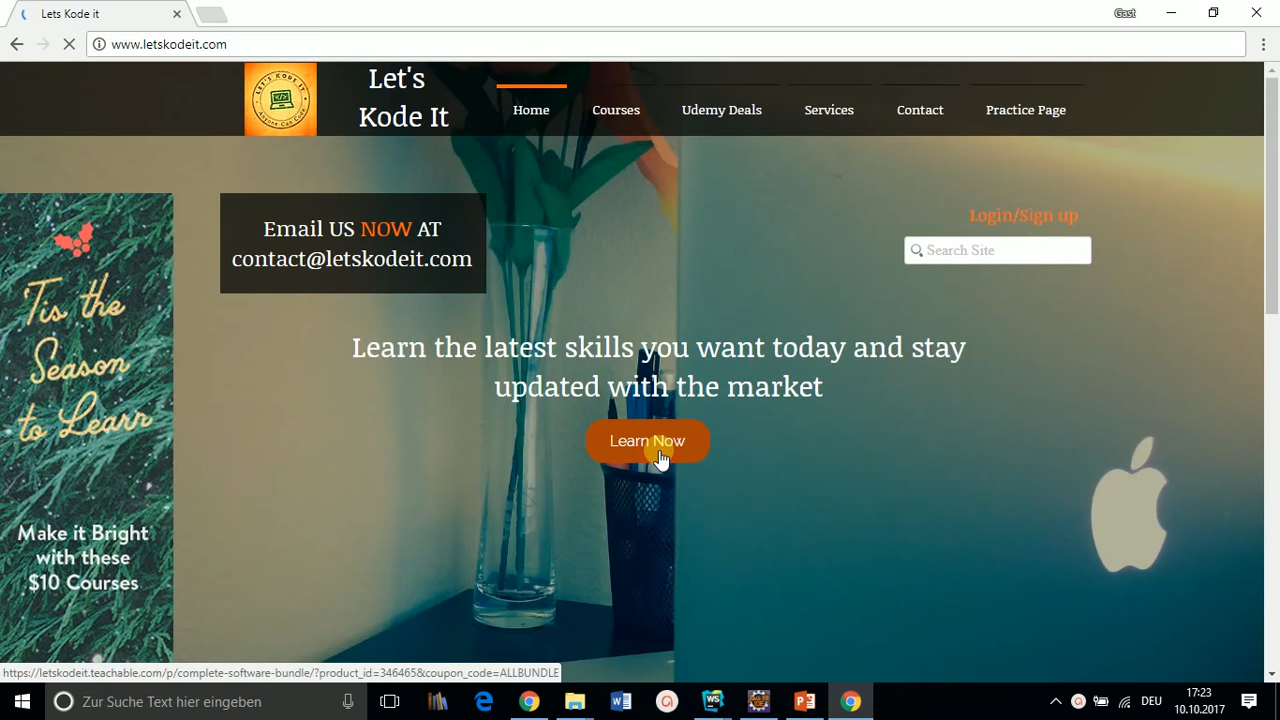 Lets Kode it
Gast
www.letskodeit.com
LET'S KODE IT
Let's
Kode It
Home
Courses
Udemy Deals
Services
Contact
Practice Page
Email US NOW AT
contact@letskodeit.com
Login/Sign up
Search Site
'Tis the
Season
to Learn
Learn the latest skills you want today and stay
updated with the market
Learn Now
Make it Bright
with these
$10 Courses
https://letskodeit.teachable.com/p/complete-software-bundle/?product_id=346465&coupon_code=ALLBUNDLE
Zur Suche Text hier eingeben
DEU
17:23
10.10.2017